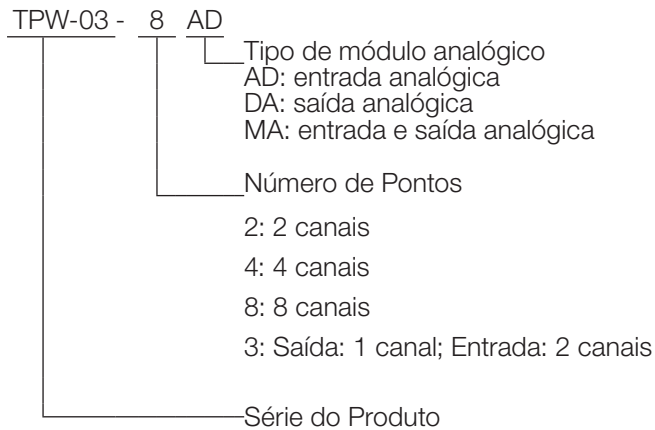 TPW-03 - 8 AD
Tipo de módulo analógico
AD: entrada analógica
DA: saída analógica
MA: entrada e saída analógica
Número de Pontos
2: 2 canais
4: 4 canais
8: 8 canais
3: Saída: 1 canal; Entrada: 2 canais
Série do Produto